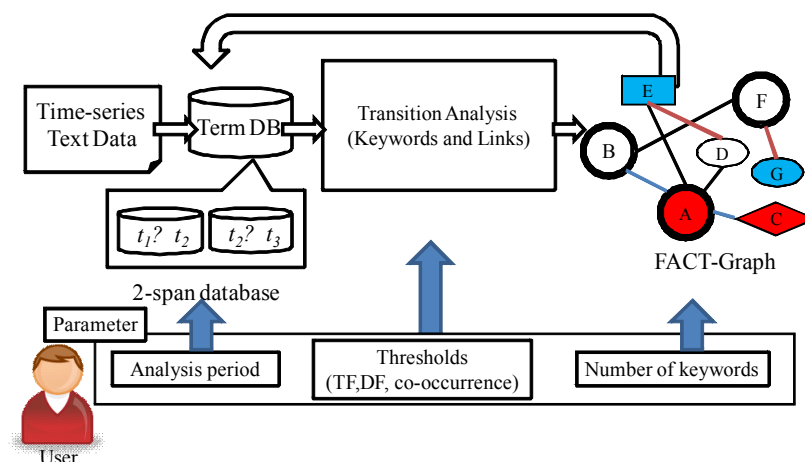 Time-series
Text Data
Term DB
Transition Analysis
(Keywords and Links)
E
F
B
D
G
A
C
FACT-Graph
t1? t2
t2? t3
2-span database
Parameter
Analysis period
Thresholds
(TF,DF, co-occurrence)
Number of keywords
User